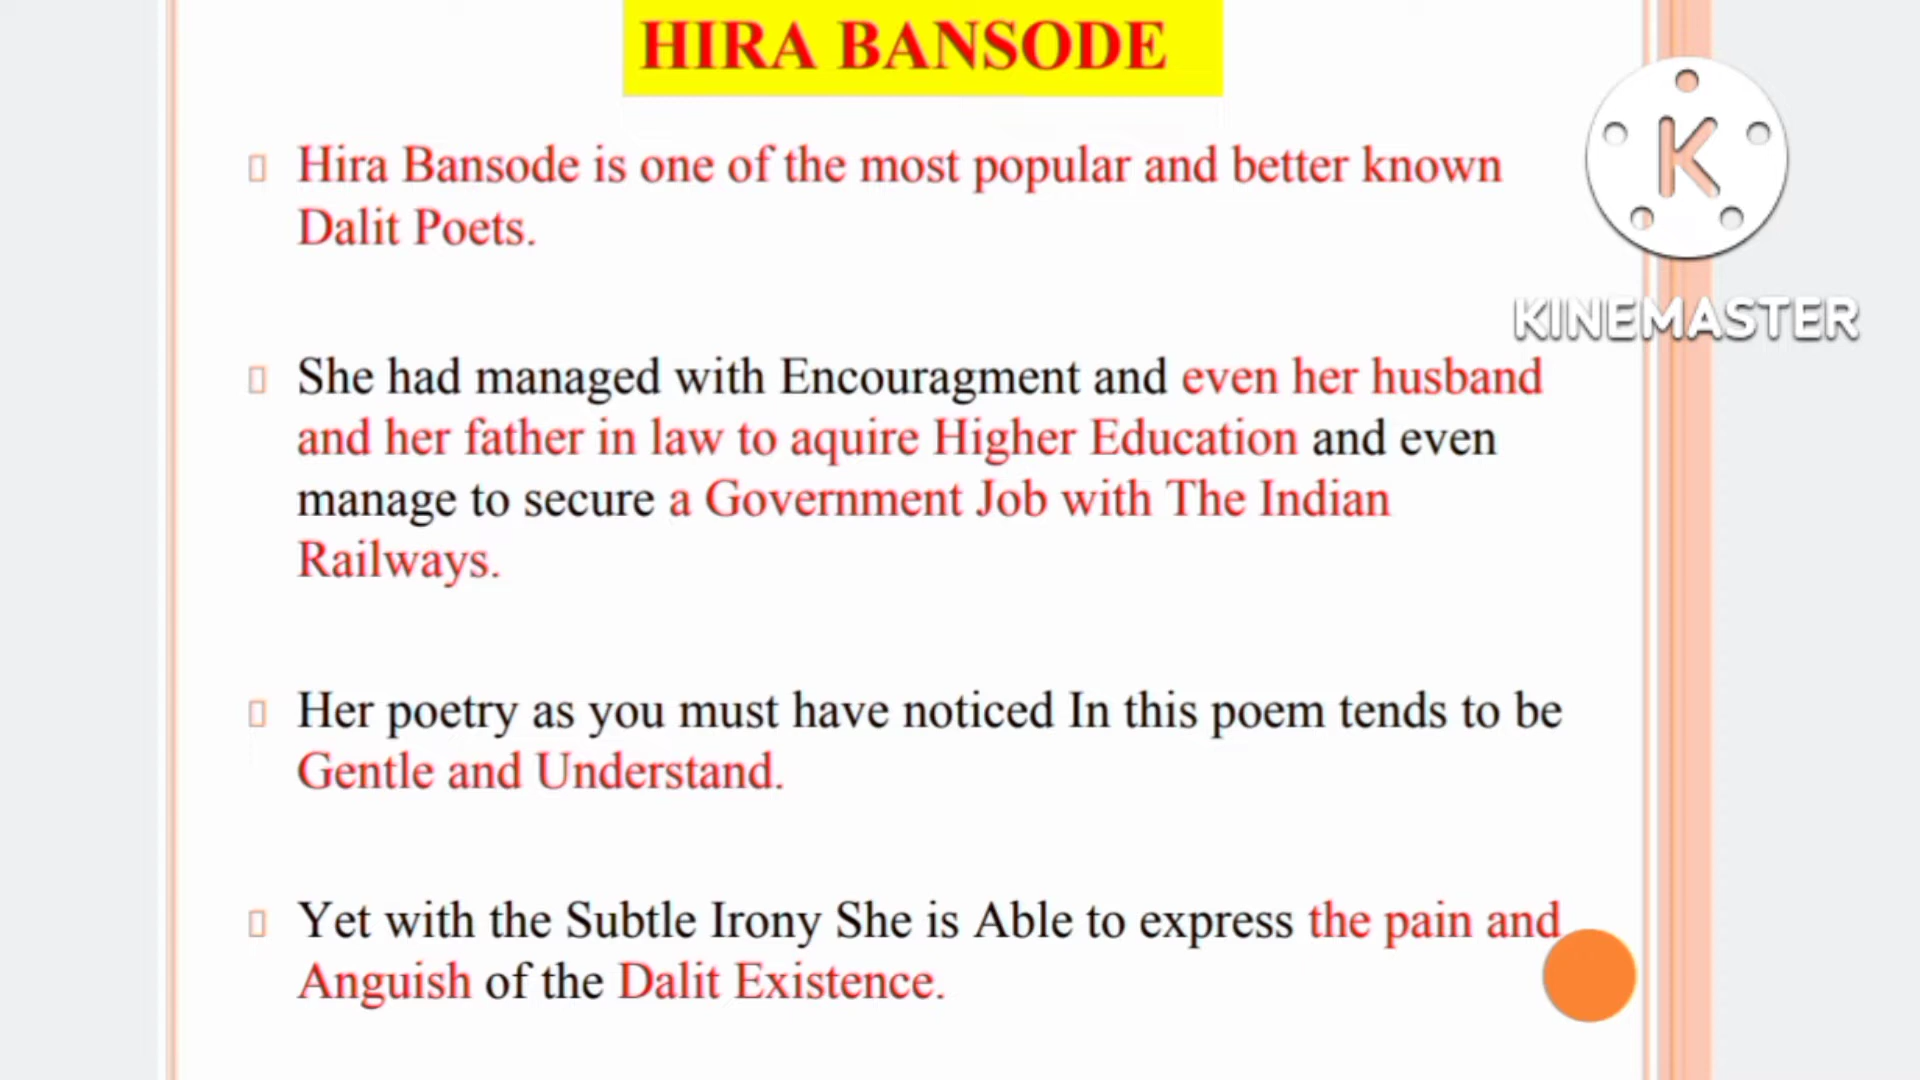 HIRA BANSODE
Hira Bansode is one of the most popular and better known
Dalit Poets.
She had managed with Encouragment and even her husband
and her father in law to aquire Higher Education and even
manage to secure a Government Job with The Indian
Railways.
Her poetry as you must have noticed In this poem tends to be
Gentle and Understand.
Yet with the Subtle Irony She is Able to express the pain and
Anguish of the Dalit Existence.
K
KINEMASTER